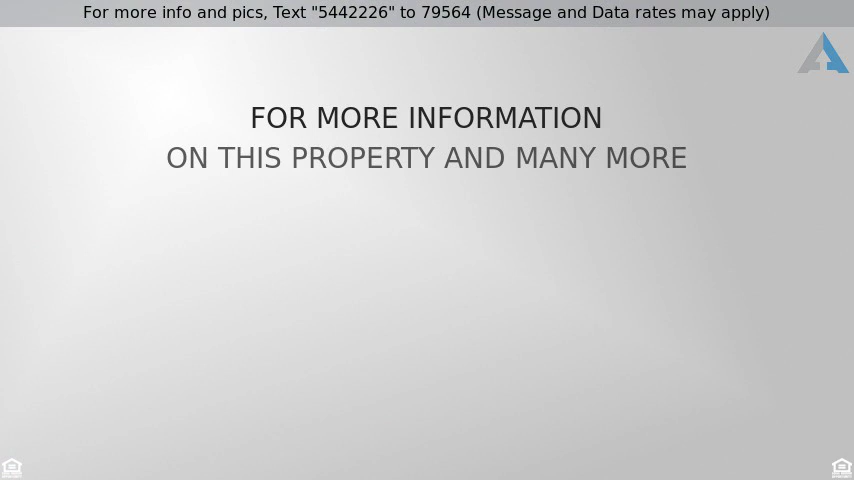 For more info and pics, Text "5442226" to 79564 (Message and Data rates may apply)
FOR MORE INFORMATION
ON THIS PROPERTY AND MANY MORE